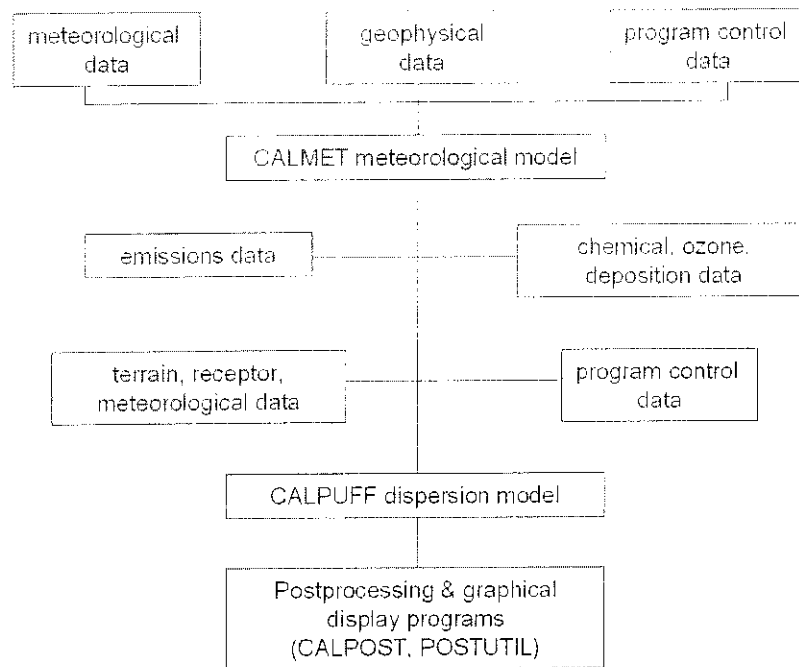 meteorological
data
geophysical
data
program control
data
CALMET meteorological model
emissions data
chemical, ozone,
deposition data
terrain, receptor,
meteorological data
program control
data
CALPUFF dispersion model
Postprocessing & graphical
display programs
(CALPOST, POSTUTIL)